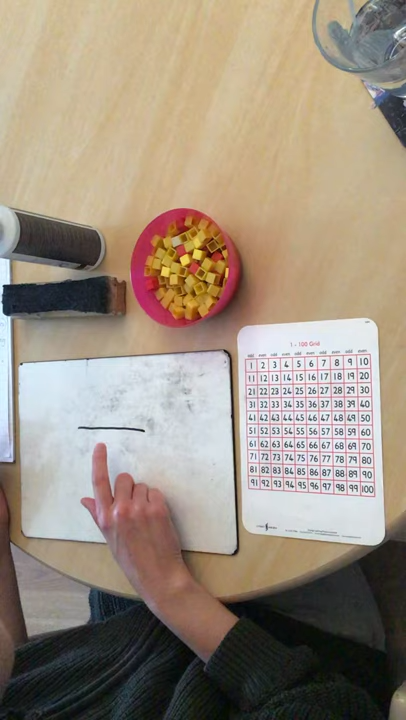 1 - 100 Grid
odd even odd even odd even odd even odd even
1 2 3 4 5 6 7 8 9 10
11 12 13 14 15 16 17 18 19 20
21 22 23 24 25 26 27 28 29 30
31 32 33 34 35 36 37 38 39 40
41 42 43 44 45 46 47 48 49 50
51 52 53 54 55 56 57 58 59 60
61 62 63 64 65 66 67 68 69 70
71 72 73 74 75 76 77 78 79 80
81 82 83 84 85 86 87 88 89 90
91 92 93 94 95 96 97 98 99 100